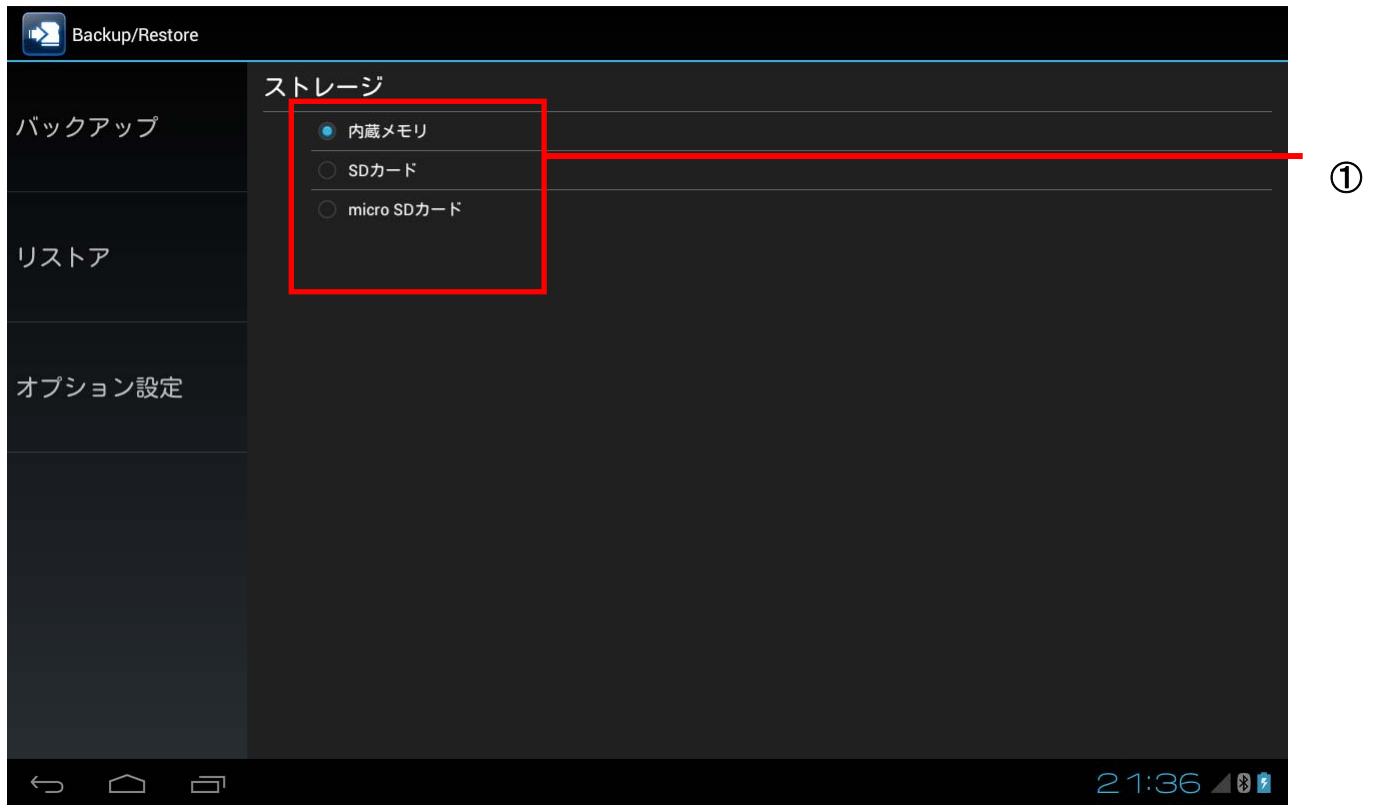 Backup/Restore
バックアップ
リストア
オプション設定
ストレージ
内蔵メモリ
SDカード
micro SDカード
①
21:36